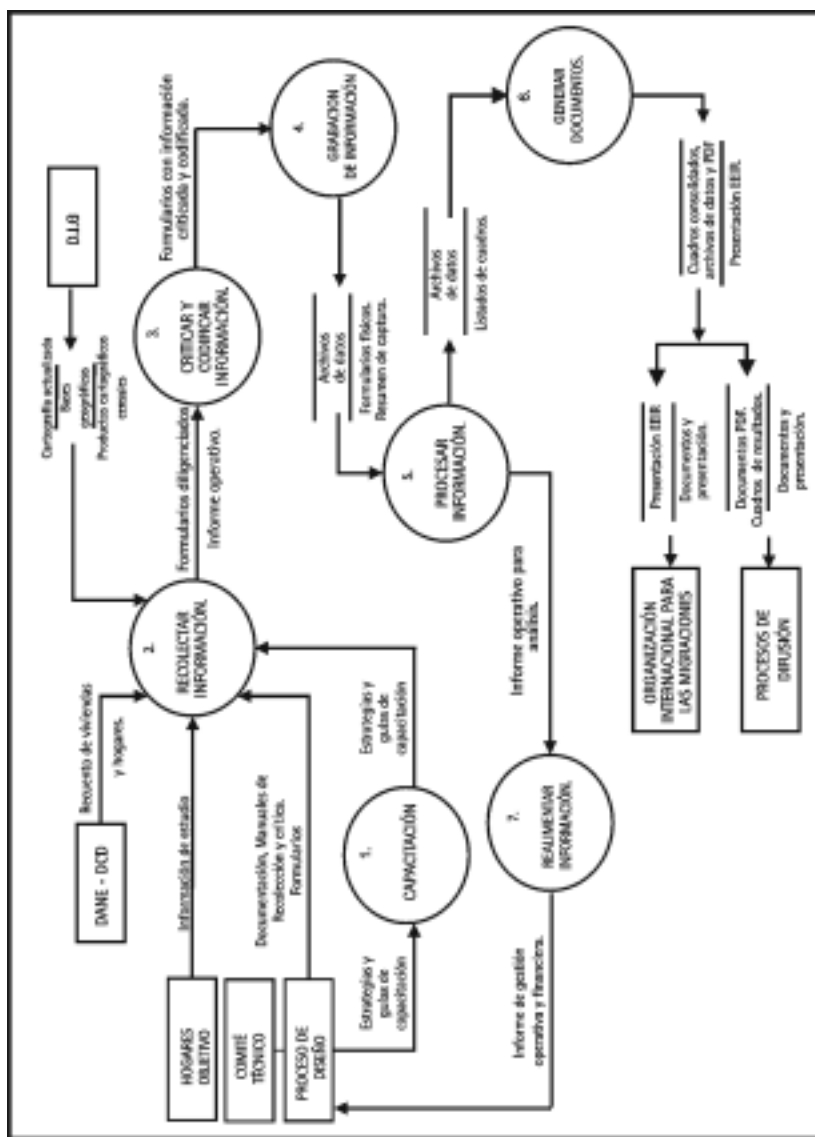 HOGARES
OBJETIVO
COMITÉ
TÉCNICO
PROCESO DE
DISEÑO
DANE - DCD
Recuento de viviendas
y hogares.
Información de estudio
Documentación, Manuales de
Recolección y crítica.
Formularios
Estrategias y
guías de
capacitación
1.
CAPACITACIÓN
Estrategias y
guías de
capacitación
D.I.G
Cartografía actualizada
Bases
geográficas
Productos cartográficos
censales
2.
RECOLECTAR
INFORMACIÓN.
Formularios diligenciados
Informe operativo.
3.
CRITICAR Y
CODIFICAR
INFORMACIÓN.
Formularios con información
criticada y codificada.
4.
GRABACION
DE INFORMACIÓN
Archivos
de datos
Formularios físicos.
Resumen de captura.
5.
PROCESAR
INFORMACIÓN.
Archivos
de datos
Listados de cuadros.
6.
GENERAR
DOCUMENTOS.
Cuadros consolidados,
archivas de datos y PDF
Presentación EEIR.
Presentación EEIR
Documentos y
presentación.
Documentos PDF.
Cuadros de resultados.
Documentos y
presentación.
ORGANIZACIÓN
INTERNACIONAL PARA
LAS MIGRACIONES
PROCESOS DE
DIFUSIÓN
Informe operativo para
análisis.
7.
REALIMENTAR
INFORMACIÓN.
Informe de gestión
operativa y financiera.